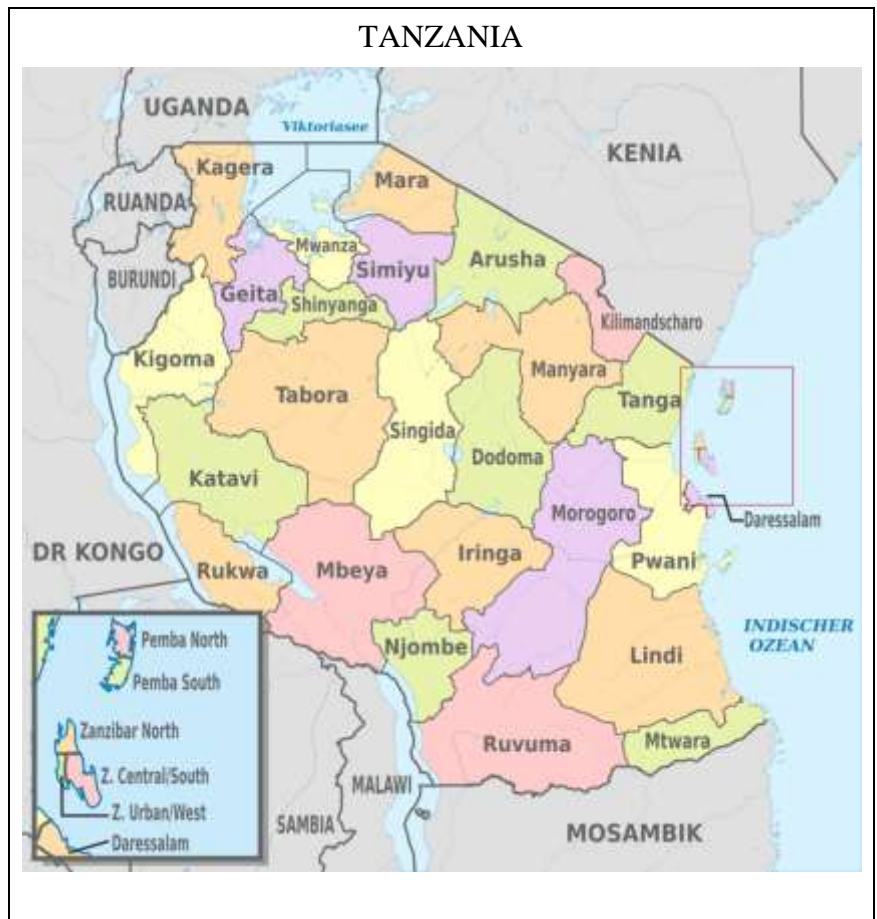 TANZANIA
UGANDA
Viktoriasee
KENIA
Kagera
Mara
RUANDA
Mwanza
Arusha
Simiyu
BURUNDI
Geita
Shinyanga
Kilimandscharo
Kigoma
Manyara
Tabora
Tanga
Singida
Dodoma
Katavi
Morogoro
Daressalam
DR KONGO
Iringa
Pwani
Rukwa
Mbeya
INDISCHER
OZEAN
Pemba North
Njombe
Lindi
Pemba South
Zanzibar North
Ruvuma
Mtwara
Z. Central/South
MALAWI
Z. Urban/West
SAMBIA
MOSAMBIK
Daressalam